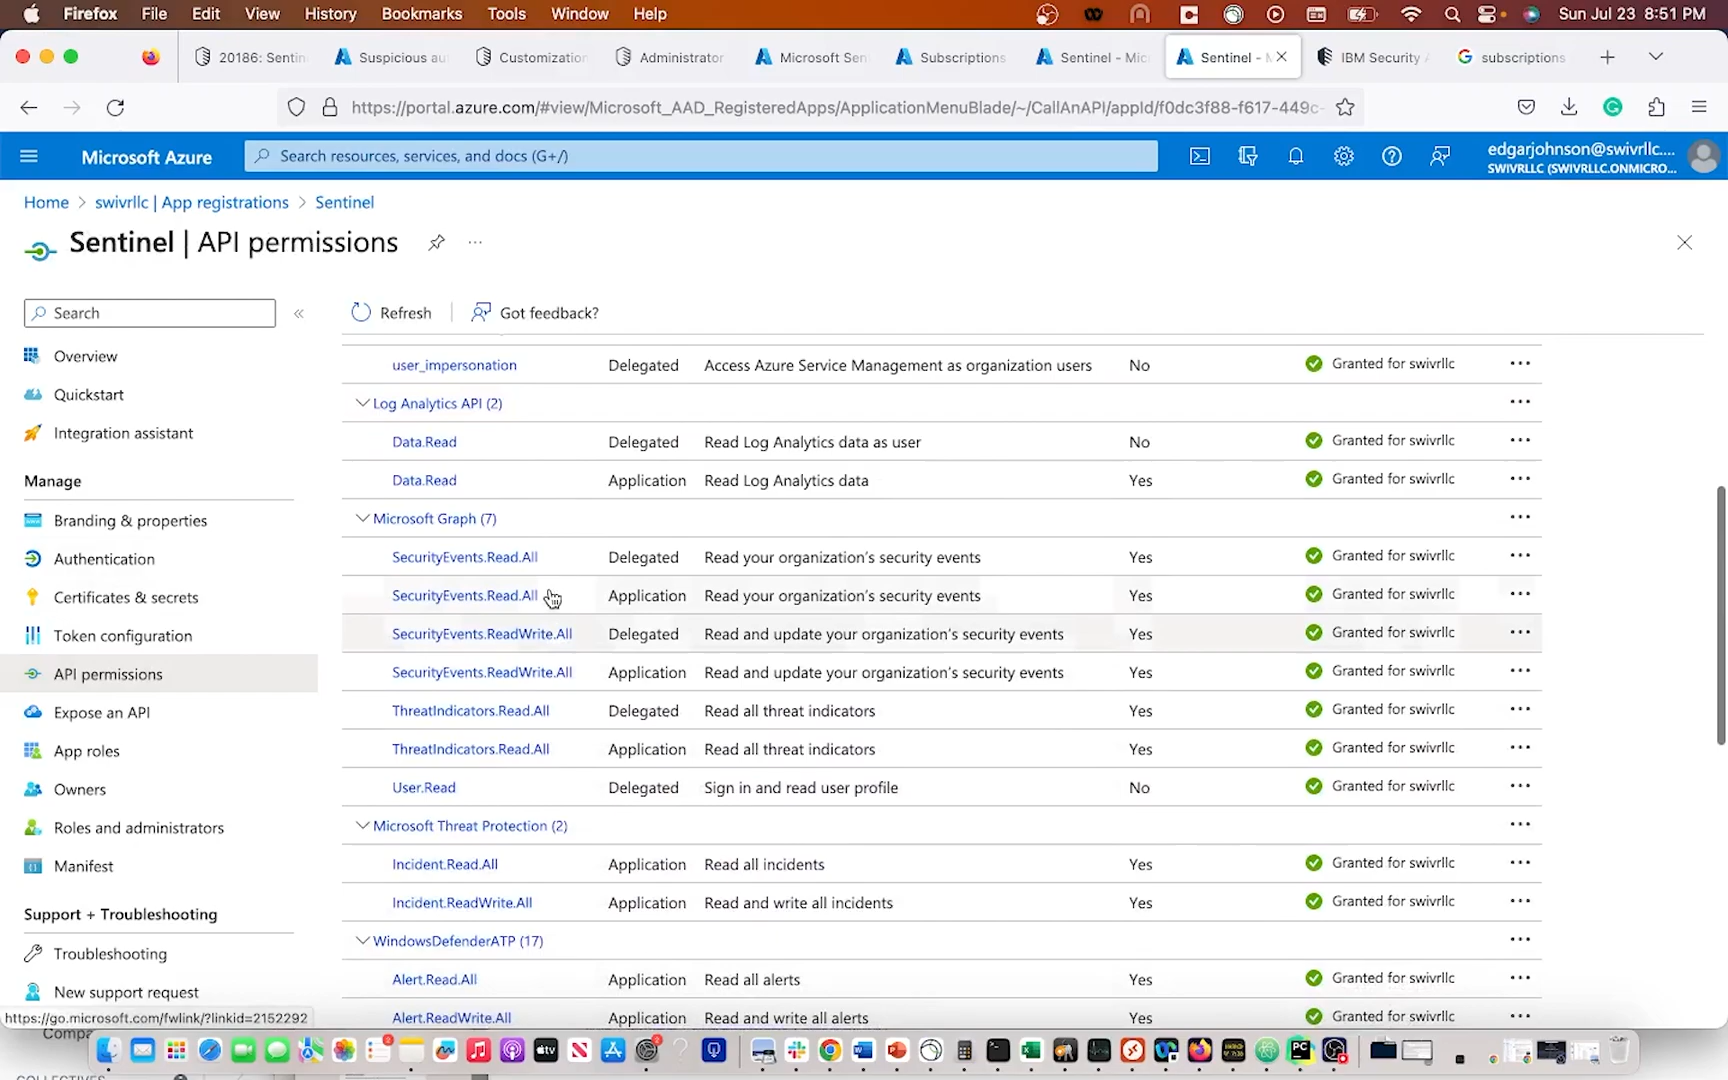 Firefox File Edit View History Bookmarks Tools Window Help Sun Jul 23 8:51 PM
20186: Sentin Suspicious au Customization Administrator Microsoft Sen Subscriptions Sentinel - Mic Sentinel - M IBM Security subscriptions
https://portal.azure.com/#view/Microsoft_AAD_RegisteredApps/ApplicationMenuBlade/~/CallAnAPI/appId/f0dc3f88-f617-449c-
Microsoft Azure
Search resources, services, and docs (G+/)
edgarjohnson@swivrllc....
SWIVRLLC (SWIVRLLC.ONMICRO...
Home > swivrllc | App registrations > Sentinel
Sentinel | API permissions ...
Search
«
Refresh
Got feedback?
Overview
Quickstart
Integration assistant
Manage
Branding & properties
Authentication
Certificates & secrets
Token configuration
API permissions
Expose an API
App roles
Owners
Roles and administrators
Manifest
Support + Troubleshooting
Troubleshooting
New support request
user_impersonation Delegated Access Azure Service Management as organization users No Granted for swivrllc ...
Log Analytics API (2) ...
Data.Read Delegated Read Log Analytics data as user No Granted for swivrllc ...
Data.Read Application Read Log Analytics data Yes Granted for swivrllc ...
Microsoft Graph (7) ...
SecurityEvents.Read.All Delegated Read your organization's security events Yes Granted for swivrllc ...
SecurityEvents.Read.All Application Read your organization's security events Yes Granted for swivrllc ...
SecurityEvents.ReadWrite.All Delegated Read and update your organization's security events Yes Granted for swivrllc ...
SecurityEvents.ReadWrite.All Application Read and update your organization's security events Yes Granted for swivrllc ...
ThreatIndicators.Read.All Delegated Read all threat indicators Yes Granted for swivrllc ...
ThreatIndicators.Read.All Application Read all threat indicators Yes Granted for swivrllc ...
User.Read Delegated Sign in and read user profile No Granted for swivrllc ...
Microsoft Threat Protection (2) ...
Incident.Read.All Application Read all incidents Yes Granted for swivrllc ...
Incident.ReadWrite.All Application Read and write all incidents Yes Granted for swivrllc ...
WindowsDefenderATP (17) ...
Alert.Read.All Application Read all alerts Yes Granted for swivrllc ...
Alert.ReadWrite.All Application Read and write all alerts Yes Granted for swivrllc ...
https://go.microsoft.com/fwlink/?linkid=2152292
Compa
tv
PC